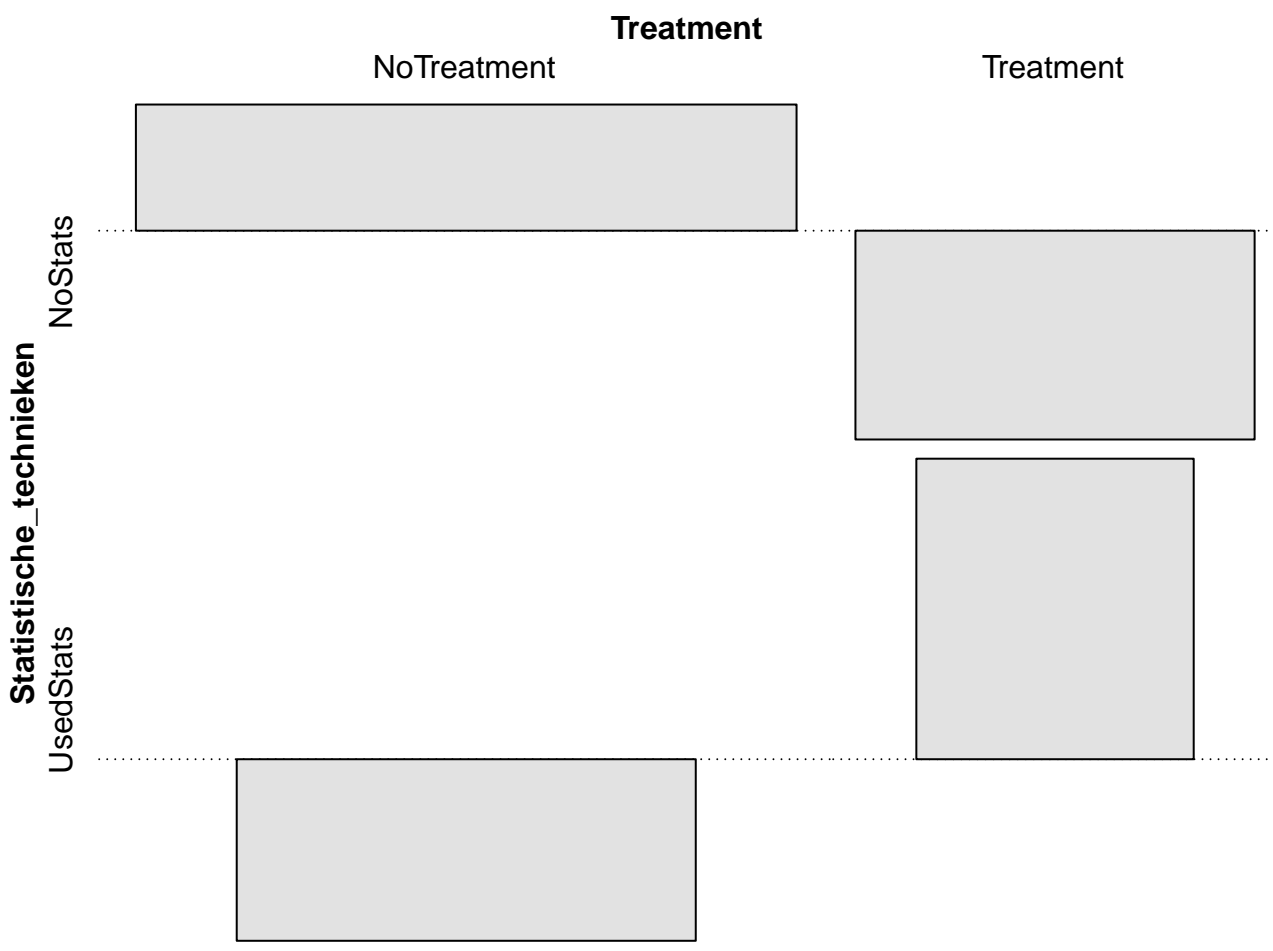 Treatment
NoTreatment Treatment
NoStats
Statistische_technieken
UsedStats